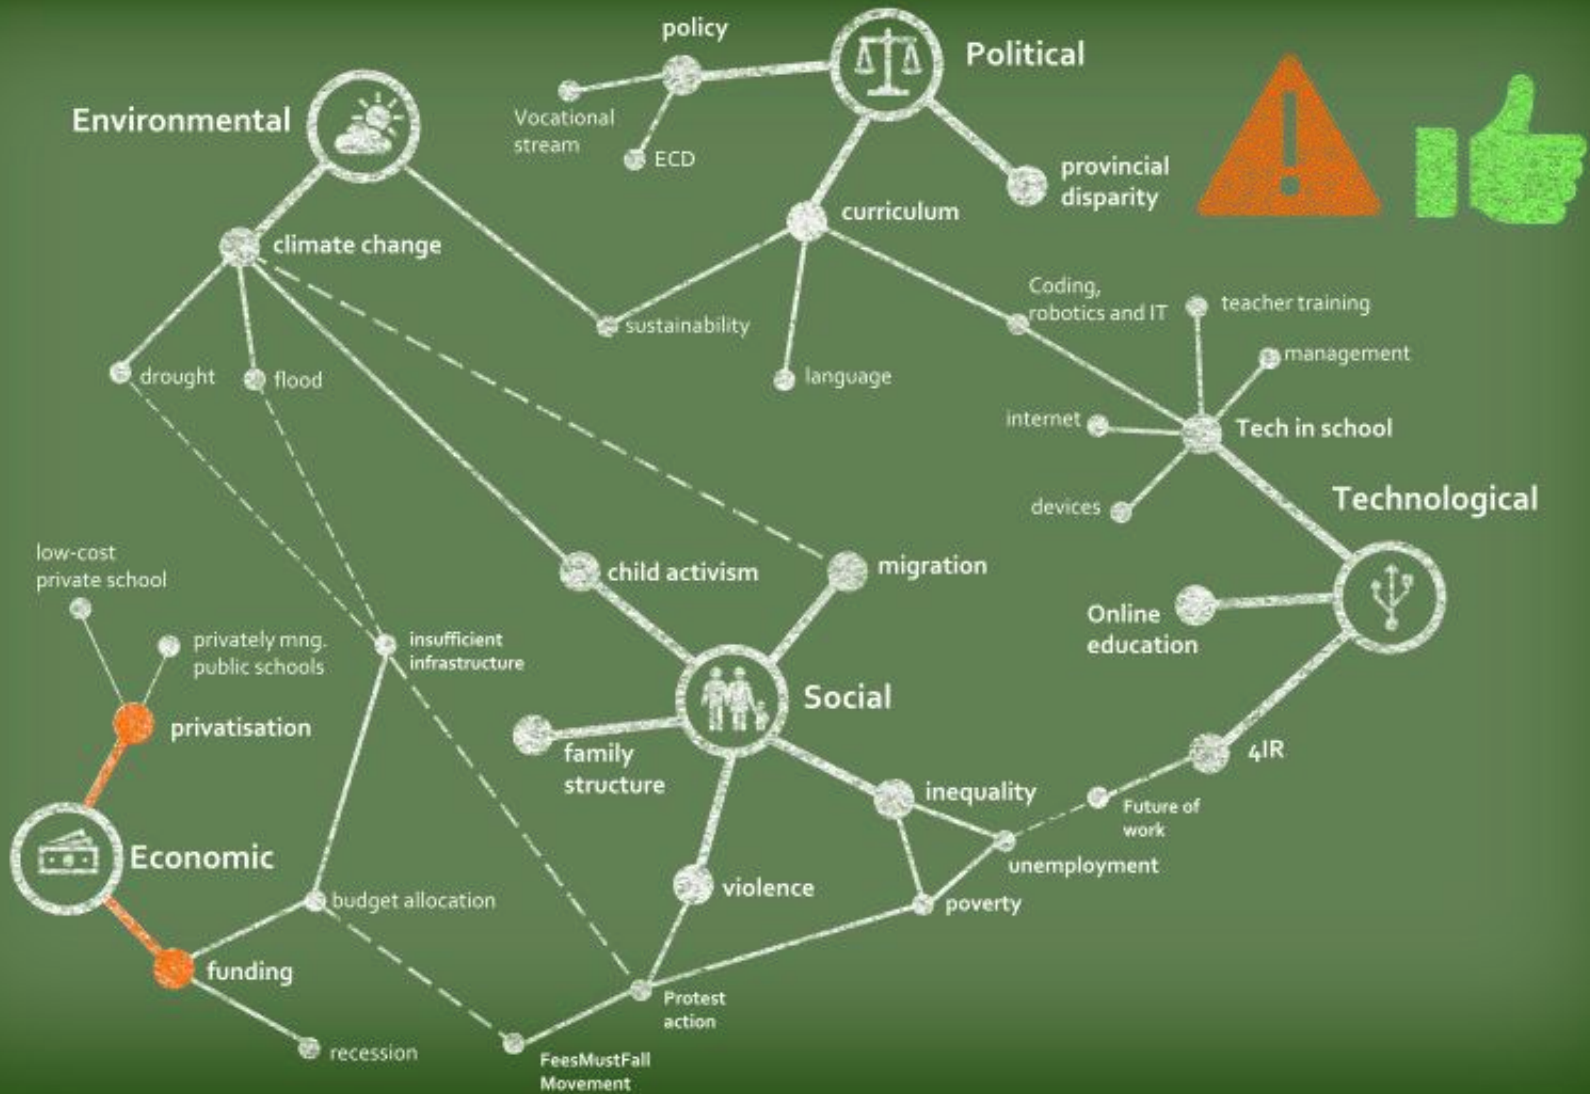 policy
Political
Environmental
Vocational
stream
ECD
provincial
disparity
curriculum
climate change
Coding,
robotics and IT
teacher training
sustainability
management
drought
flood
language
internet
Tech in school
devices
Technological
low-cost
private school
child activism
migration
Online
education
privately mng.
public schools
insufficient
infrastructure
Social
privatisation
family
structure
4IR
inequality
Future of
work
Economic
unemployment
violence
budget allocation
poverty
funding
Protest
action
recession
FeesMustFall
Movement